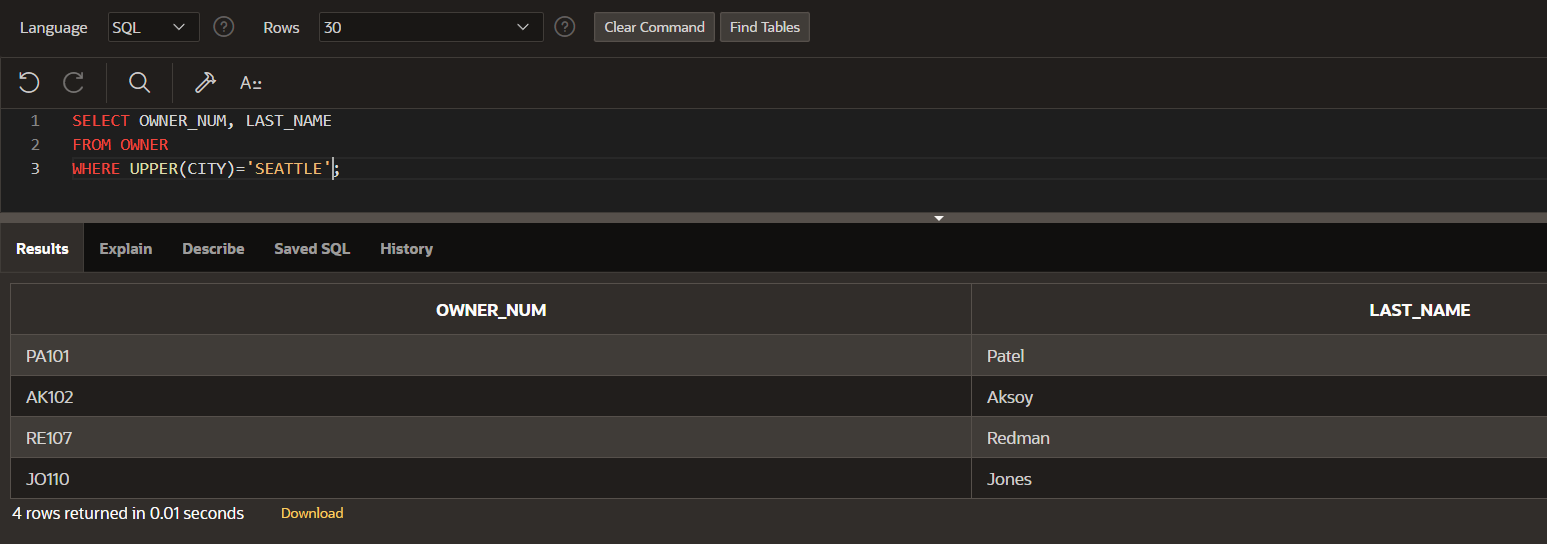 Language SQL ? Rows 30 ? Clear Command Find Tables
A::
1 SELECT OWNER_NUM, LAST_NAME
2 FROM OWNER
3 WHERE UPPER(CITY)='SEATTLE';
Results Explain Describe Saved SQL History
OWNER_NUM LAST_NAME
PA101 Patel
AK102 Aksoy
RE107 Redman
JO110 Jones
4 rows returned in 0.01 seconds Download